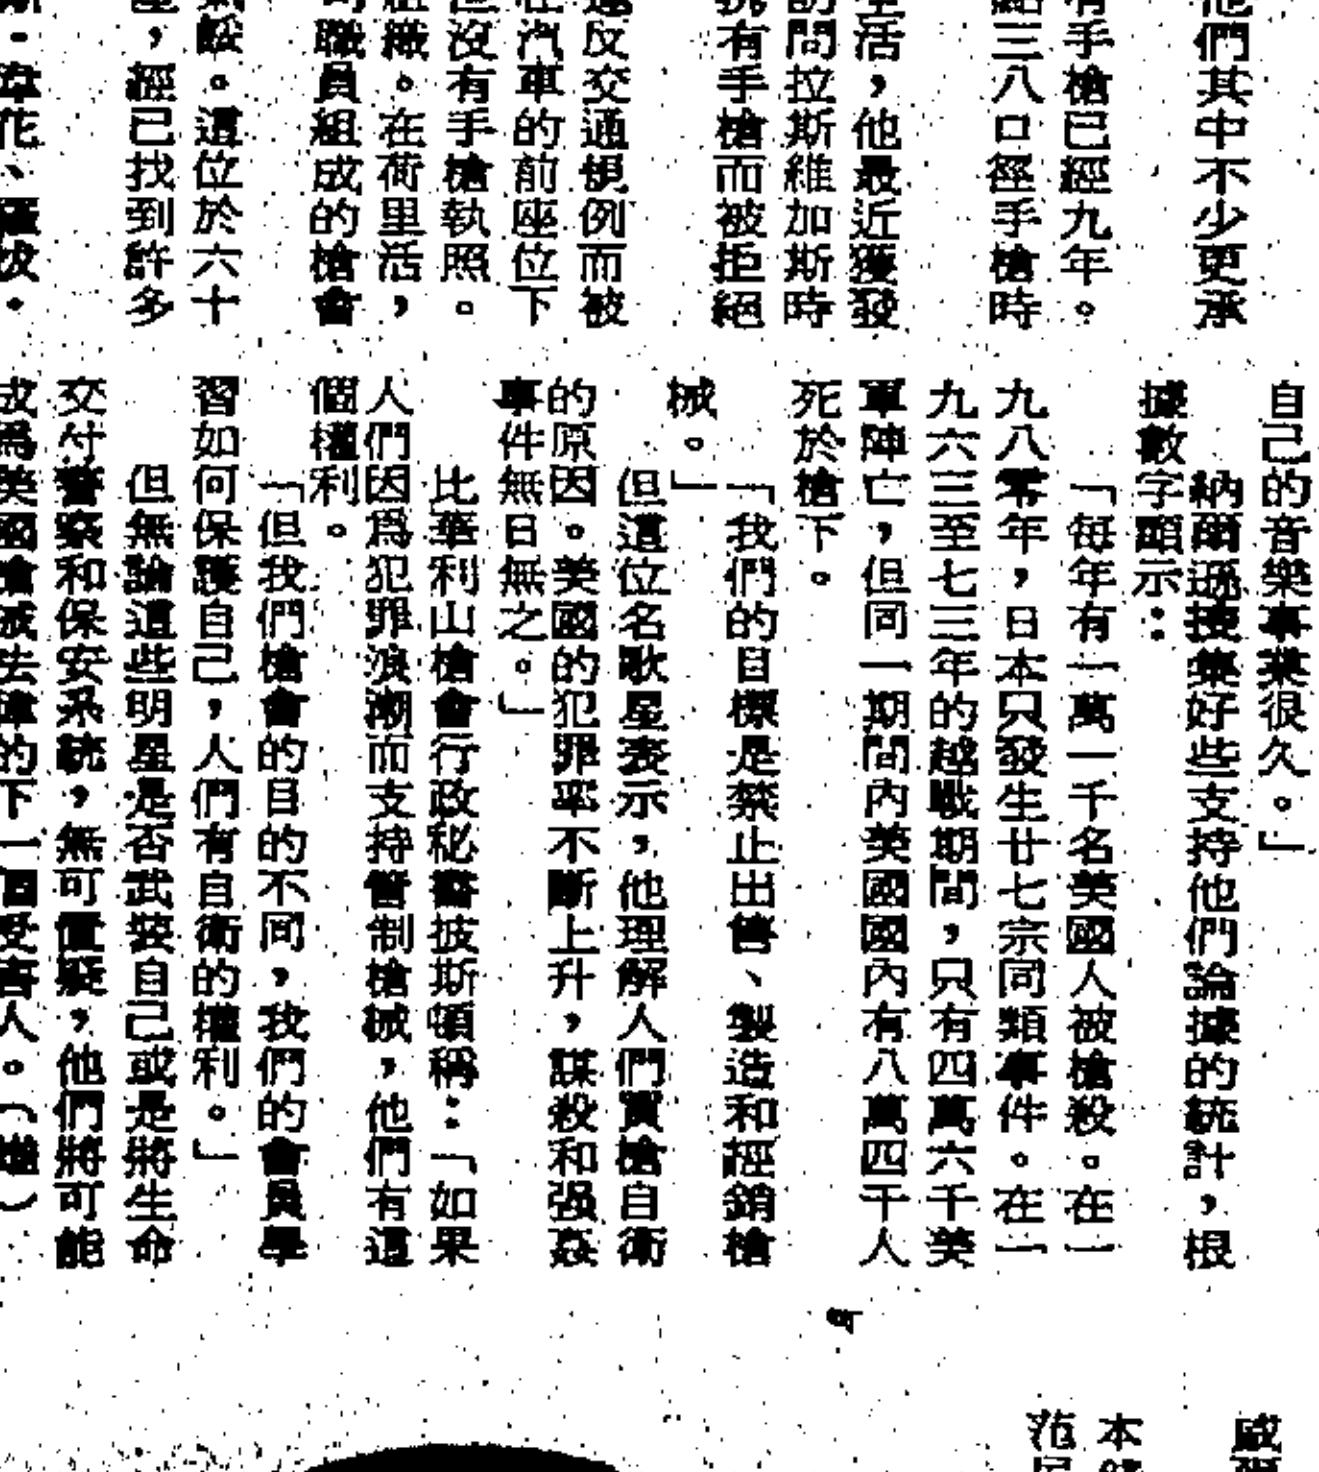 他們其中不少更承
有手槍已經九年。
三八口徑手槍時
生活，他最近獲發
訪問拉斯維加斯時
擁有手槍而被拒絕
違反交通規例而被
在汽車的前座位下
但沒有手槍執照。
組織。在荷里活，
職員組成的槍會
。這位於六十
，經已找到許多
自己的音樂事業很久。」
納爾遜搜集好些支持他們論據的統計，根
據數字顯示：
「每年有一萬一千名美國人被槍殺。在一
九八零年，日本只發生廿七宗同類事件。在一
九六三至七三年的越戰期間，只有四萬六千美
軍陣亡，但同一期間內美國國內有八萬四千人
死於槍下。
「我們的目標是禁止出售、製造和經銷槍
械。」
但這位名歌星表示，他理解人們買槍自衛
的原因。美國的犯罪率不斷上升，謀殺和强姦
事件無日無之。」
比華利山槍會行政秘書披斯頓稱：「如果
人們因爲犯罪浪潮而支持管制槍械，他們有這
個權利。
「但我們槍會的目的不同，我們的會員學
習如何保護自己，人們有自衛的權利。」
但無論這些明星是否武裝自己或是將生命
交付警察和保安系統，無可置疑，他們將可能
成爲美國槍械法律的下一個受害人。（）
本
范
威